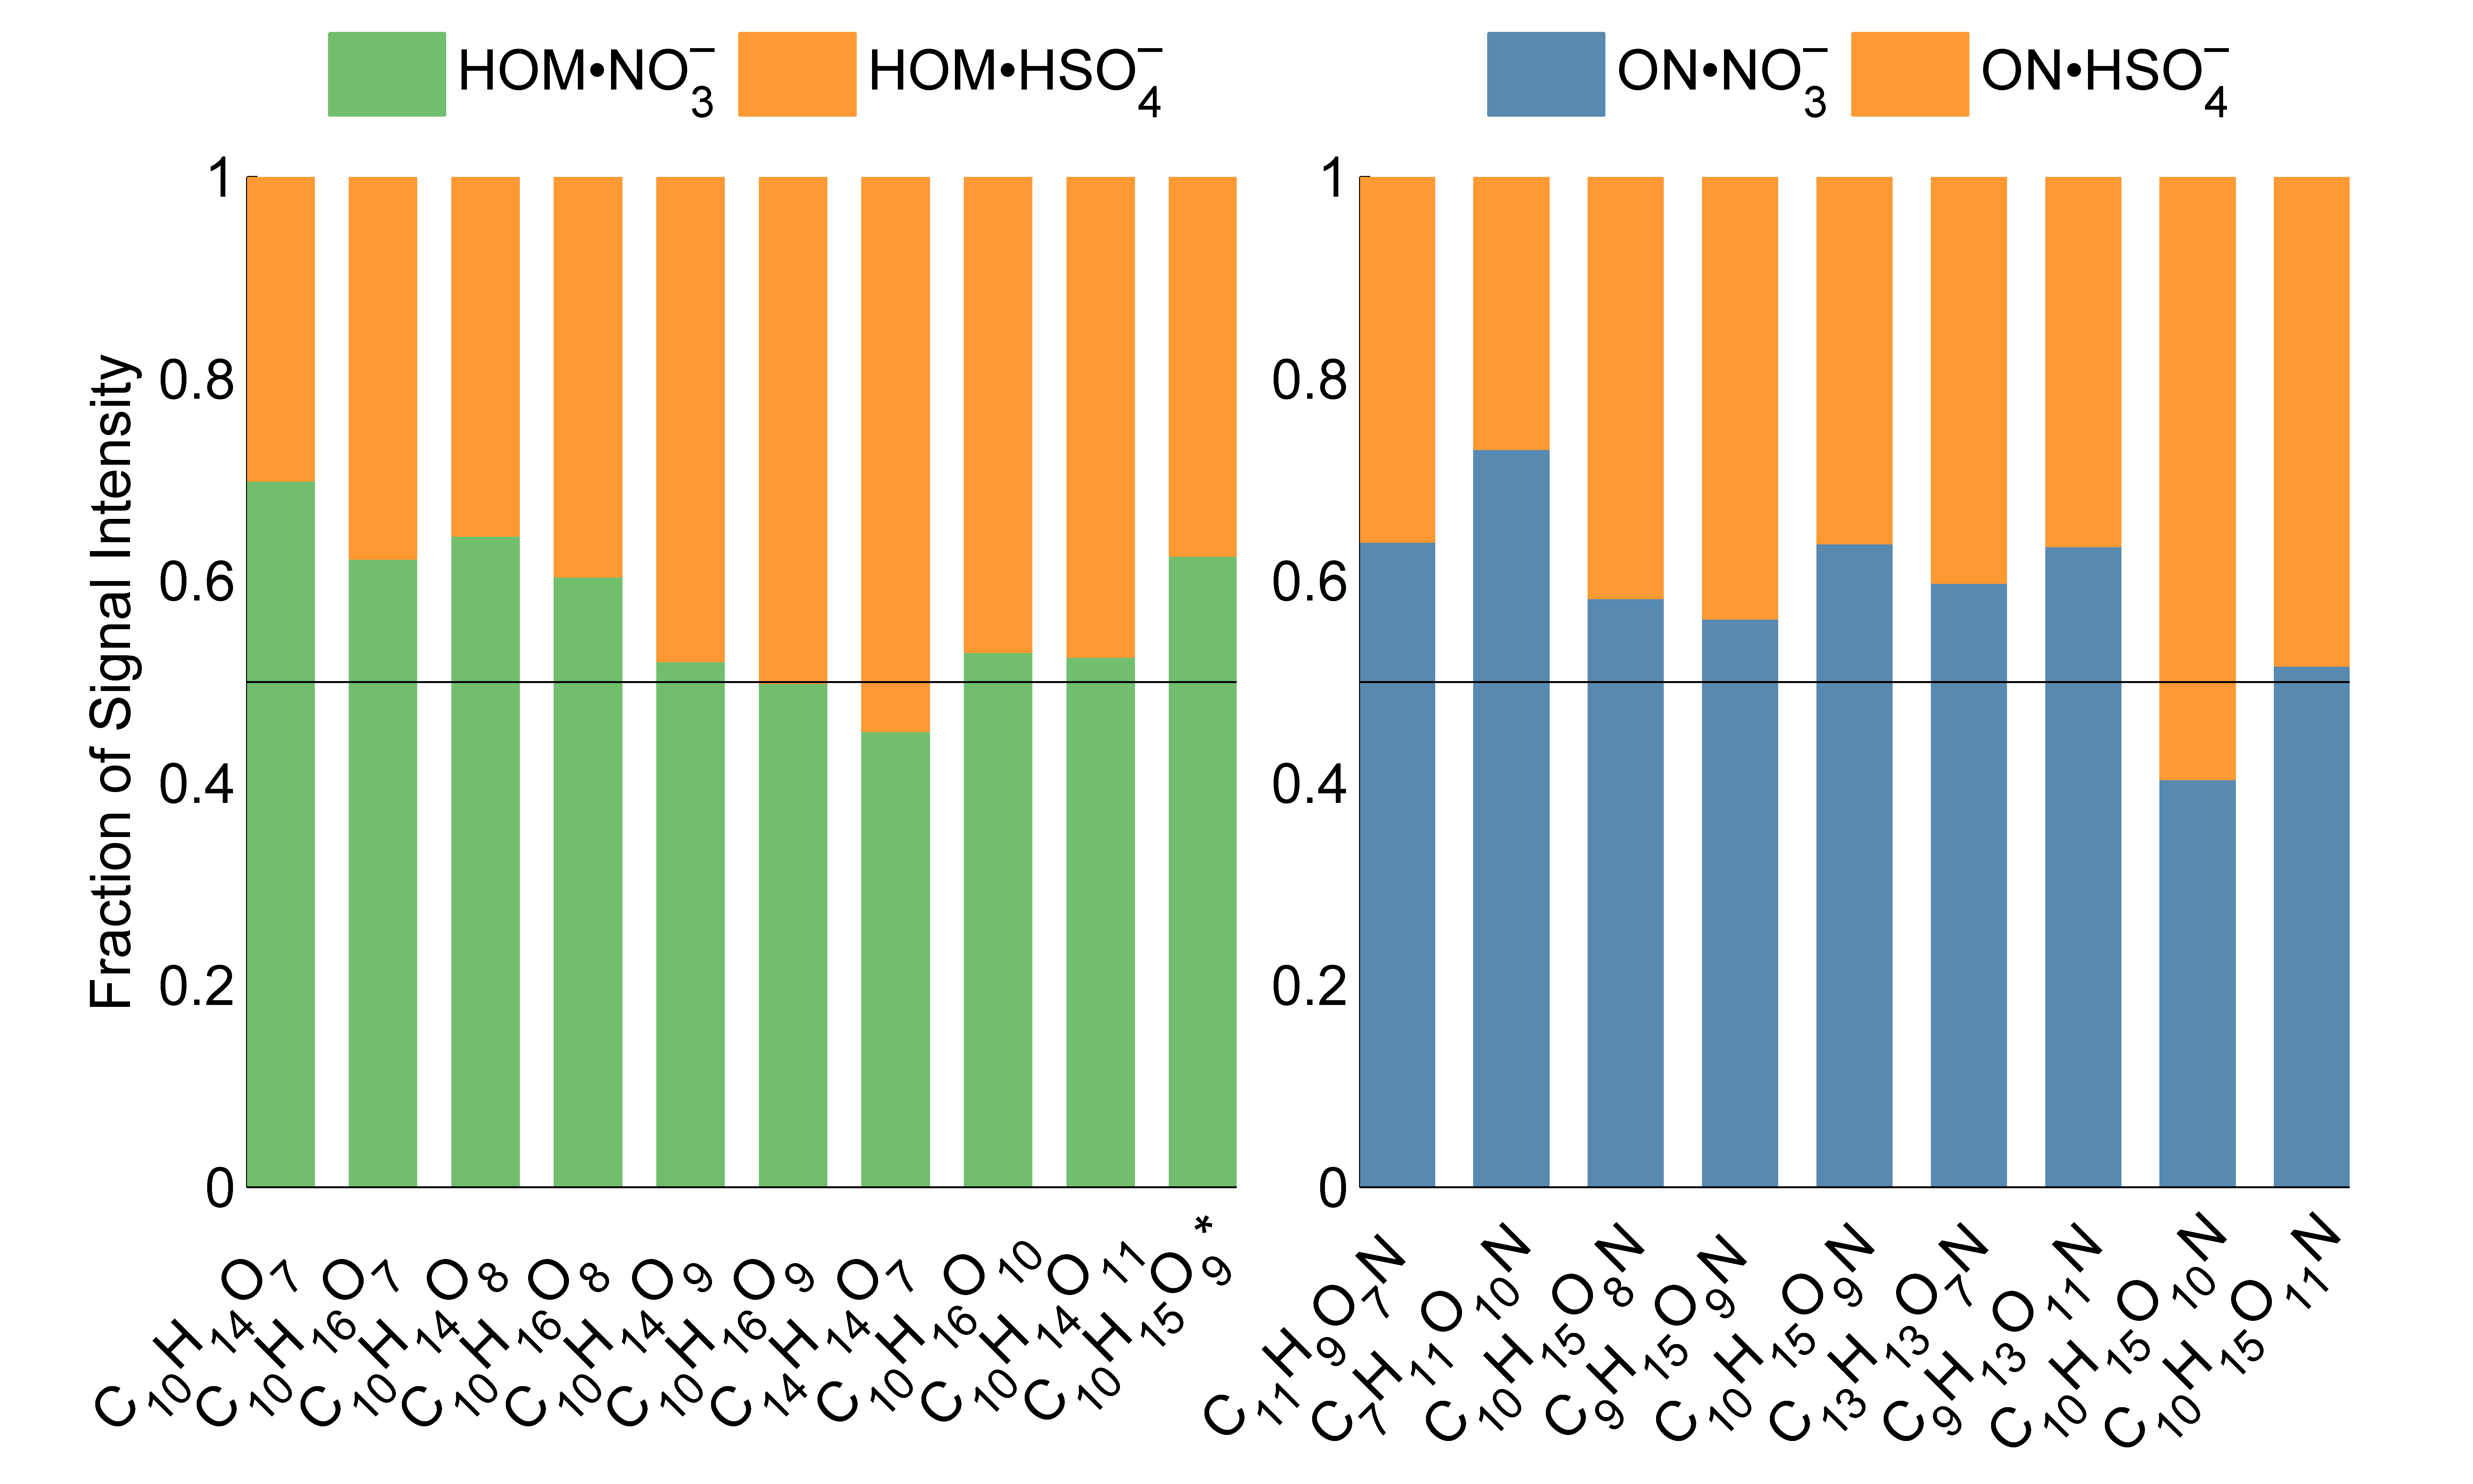 HOM•NO₃⁻ HOM•HSO₄⁻
ON•NO₃⁻ ON•HSO₄⁻
Fraction of Signal Intensity
1
0.8
0.6
0.4
0.2
0
C₁₀H₁₄O₇
C₁₀H₁₆O₇
C₁₀H₁₄O₈
C₁₀H₁₆O₈
C₁₀H₁₄O₉
C₁₀H₁₆O₉
C₁₄H₁₄O₇
C₁₀H₁₆O₁₀
C₁₀H₁₄O₁₁
C₁₀H₁₅O₉*
1
0.8
0.6
0.4
0.2
0
C₁₁H₉O₇N
C₇H₁₁O₁₀N
C₁₀H₁₅O₈N
C₉H₁₅O₉N
C₁₀H₁₅O₉N
C₁₃H₁₃O₇N
C₉H₁₃O₁₁N
C₁₀H₁₅O₁₀N
C₁₀H₁₅O₁₁N